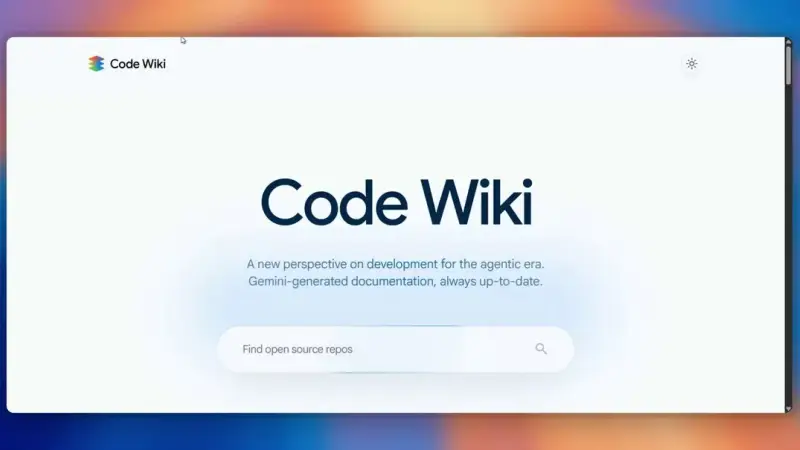 Code Wiki
Code Wiki
A new perspective on development for the agentic era.
Gemini-generated documentation, always up-to-date.
Find open source repos